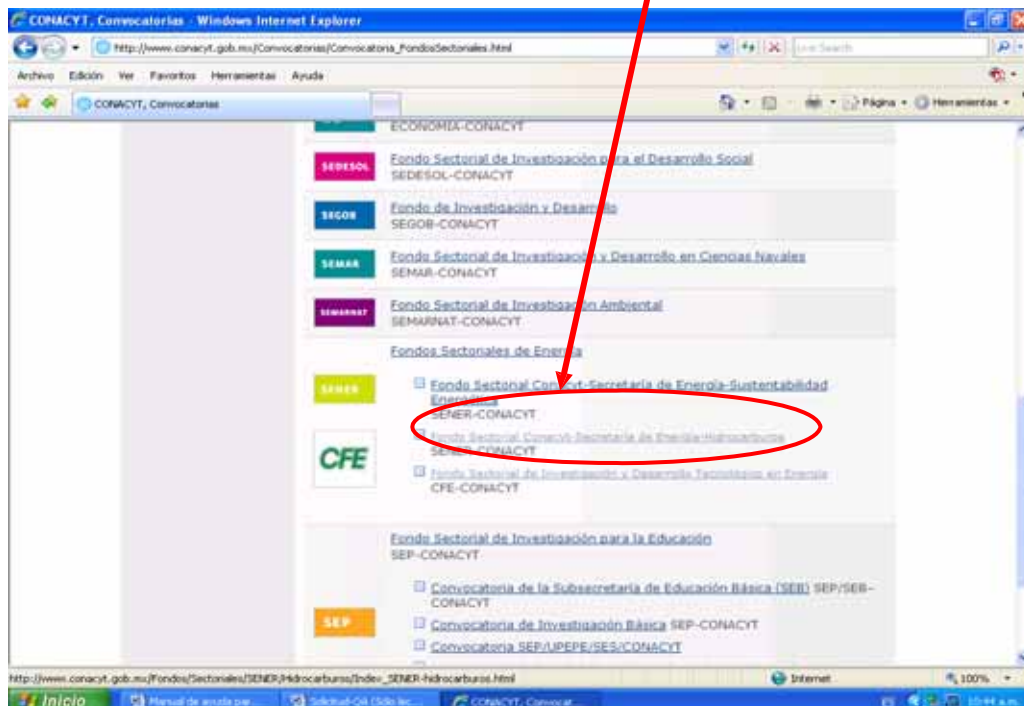 CONACYT, Convocatorias - Windows Internet Explorer
http://www.conacyt.gob.mx/Convocatorias/Convocatoria_FondosSectoriales.html
Live Search
Archivo Edición Ver Favoritos Herramientas Ayuda
CONACYT, Convocatorias
Página Herramientas
ECONOMIA-CONACYT
SEDESOL
Fondo Sectorial de Investigación para el Desarrollo Social
SEDESOL-CONACYT
SEGOB
Fondo de Investigación y Desarrollo
SEGOB-CONACYT
SEMAR
Fondo Sectorial de Investigación y Desarrollo en Ciencias Navales
SEMAR-CONACYT
SEMARNAT
Fondo Sectorial de Investigación Ambiental
SEMARNAT-CONACYT
Fondos Sectoriales de Energía
SENER
Fondo Sectorial Conacyt-Secretaría de Energía-Sustentabilidad
Energética
SENER-CONACYT
Fondo Sectorial Conacyt-Secretaría de Energía-Hidrocarburos
SENER-CONACYT
CFE
Fondo Sectorial de Investigación y Desarrollo Tecnológico en Energía
CFE-CONACYT
Fondo Sectorial de Investigación para la Educación
SEP-CONACYT
Convocatoria de la Subsecretaría de Educación Básica (SEB) SEP/SEB-
CONACYT
SEP
Convocatoria de Investigación Básica SEP-CONACYT
Convocatoria SEP/UPEPE/SES/CONACYT
http://www.conacyt.gob.mx/Fondos/Sectoriales/SENER/Hidrocarburos/Index_SENER-hidrocarburos.html
Internet
100%
Inicio
Manual de ayuda par...
CONACYT, Convocat...
ES
10:44 a.m.